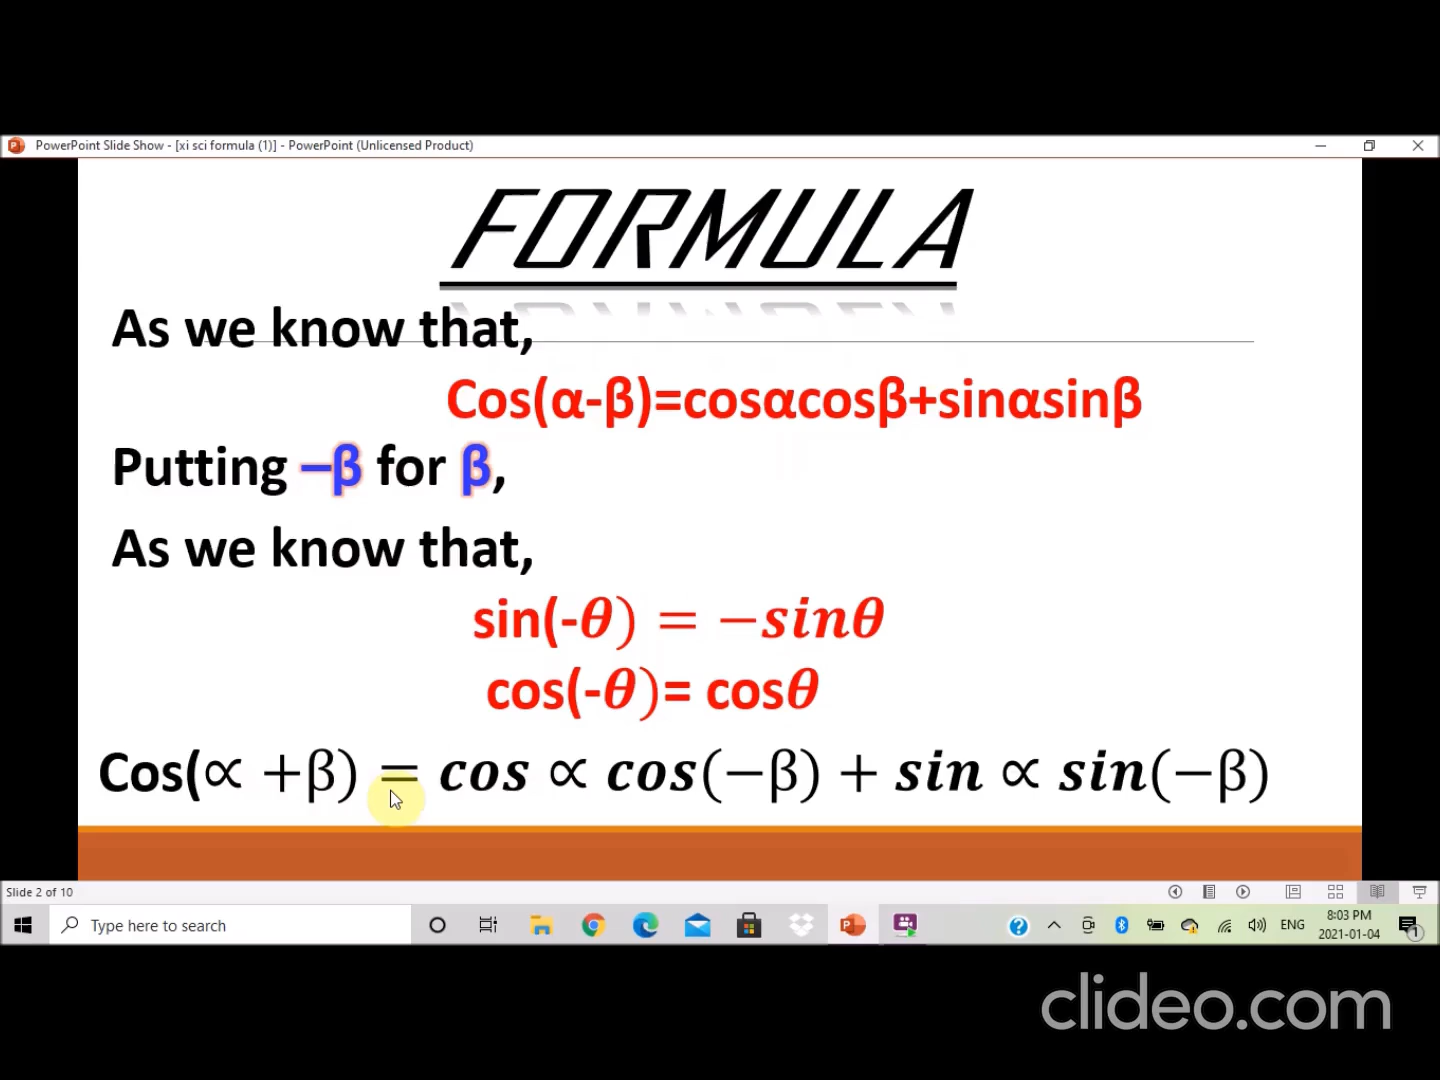 PowerPoint Slide Show - [xi sci formula (1)] - PowerPoint (Unlicensed Product)
FORMULA
As we know that,
Cos(α-β)=cosαcosβ+sinαsinβ
Putting –β for β,
As we know that,
sin(-θ) = −sinθ
cos(-θ)= cosθ
Cos(∝ +β) = cos ∝ cos(−β) + sin ∝ sin(−β)
Slide 2 of 10
Type here to search
ENG
8:03 PM
2021-01-04
1
clideo.com